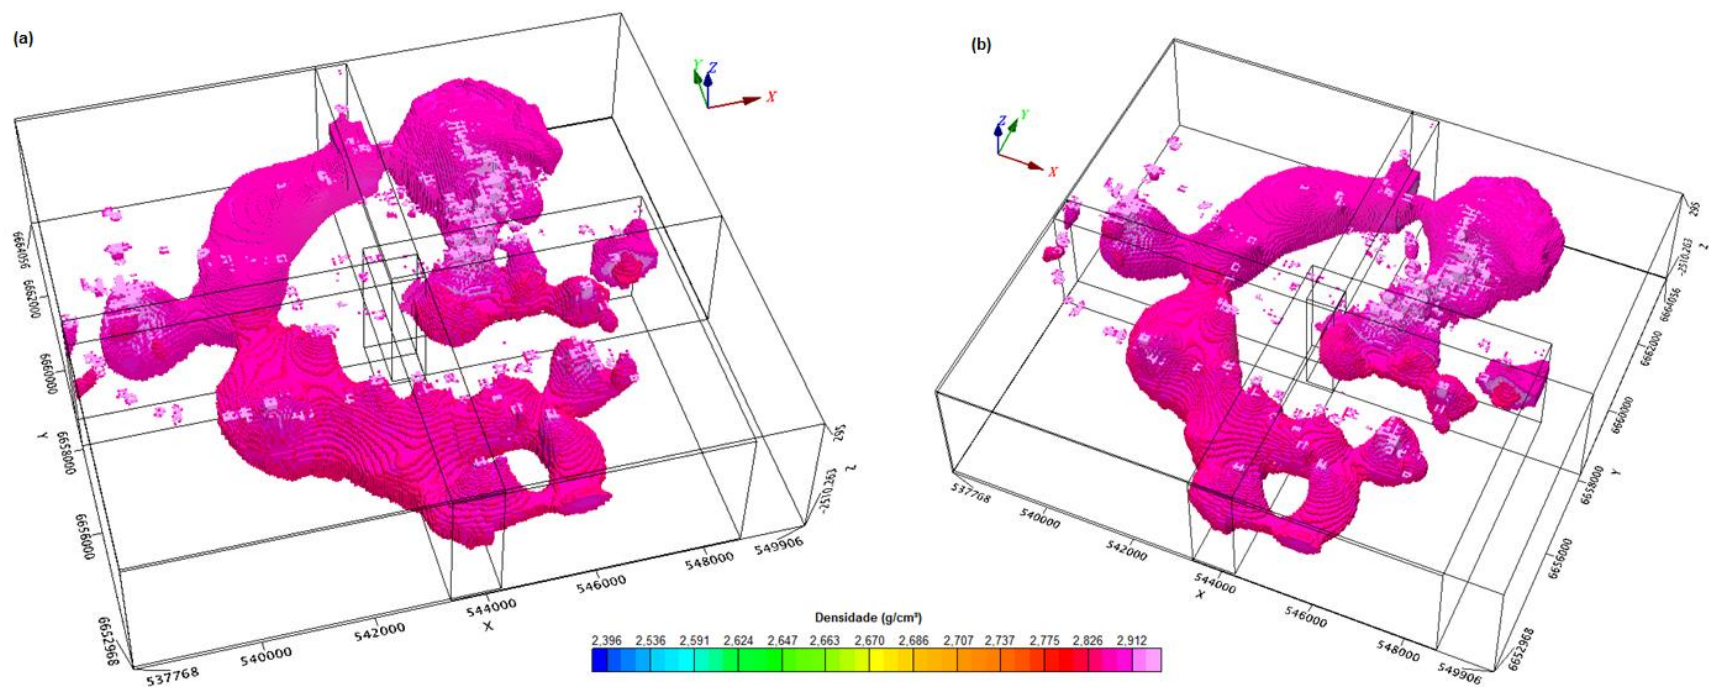 (a)
Y
Z
X
6664056
6662000
6660000
Y
6658000
6656000
6652968
537768
540000
542000
X
544000
546000
548000
549906
295
Z
-2510.263
(b)
Z
Y
X
295
Z
-2510.263
6664056
6662000
6660000
Y
6658000
6656000
6652968
537768
540000
542000
X
544000
546000
548000
549906
Densidade (g/cm³)
2,396 2,536 2,591 2,624 2,647 2,663 2,670 2,686 2,707 2,737 2,775 2,826 2,912